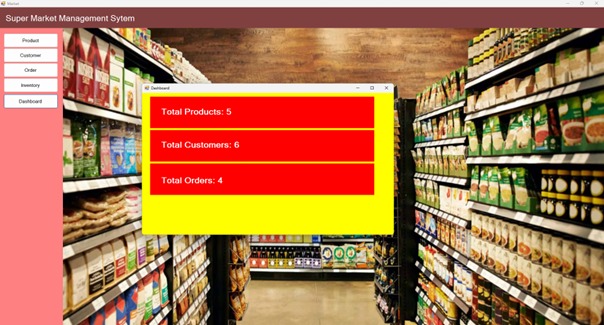 Market
Super Market Management Sytem
Product
Customer
Order
Inventory
Dashboard
Dashboard
Total Products: 5
Total Customers: 6
Total Orders: 4